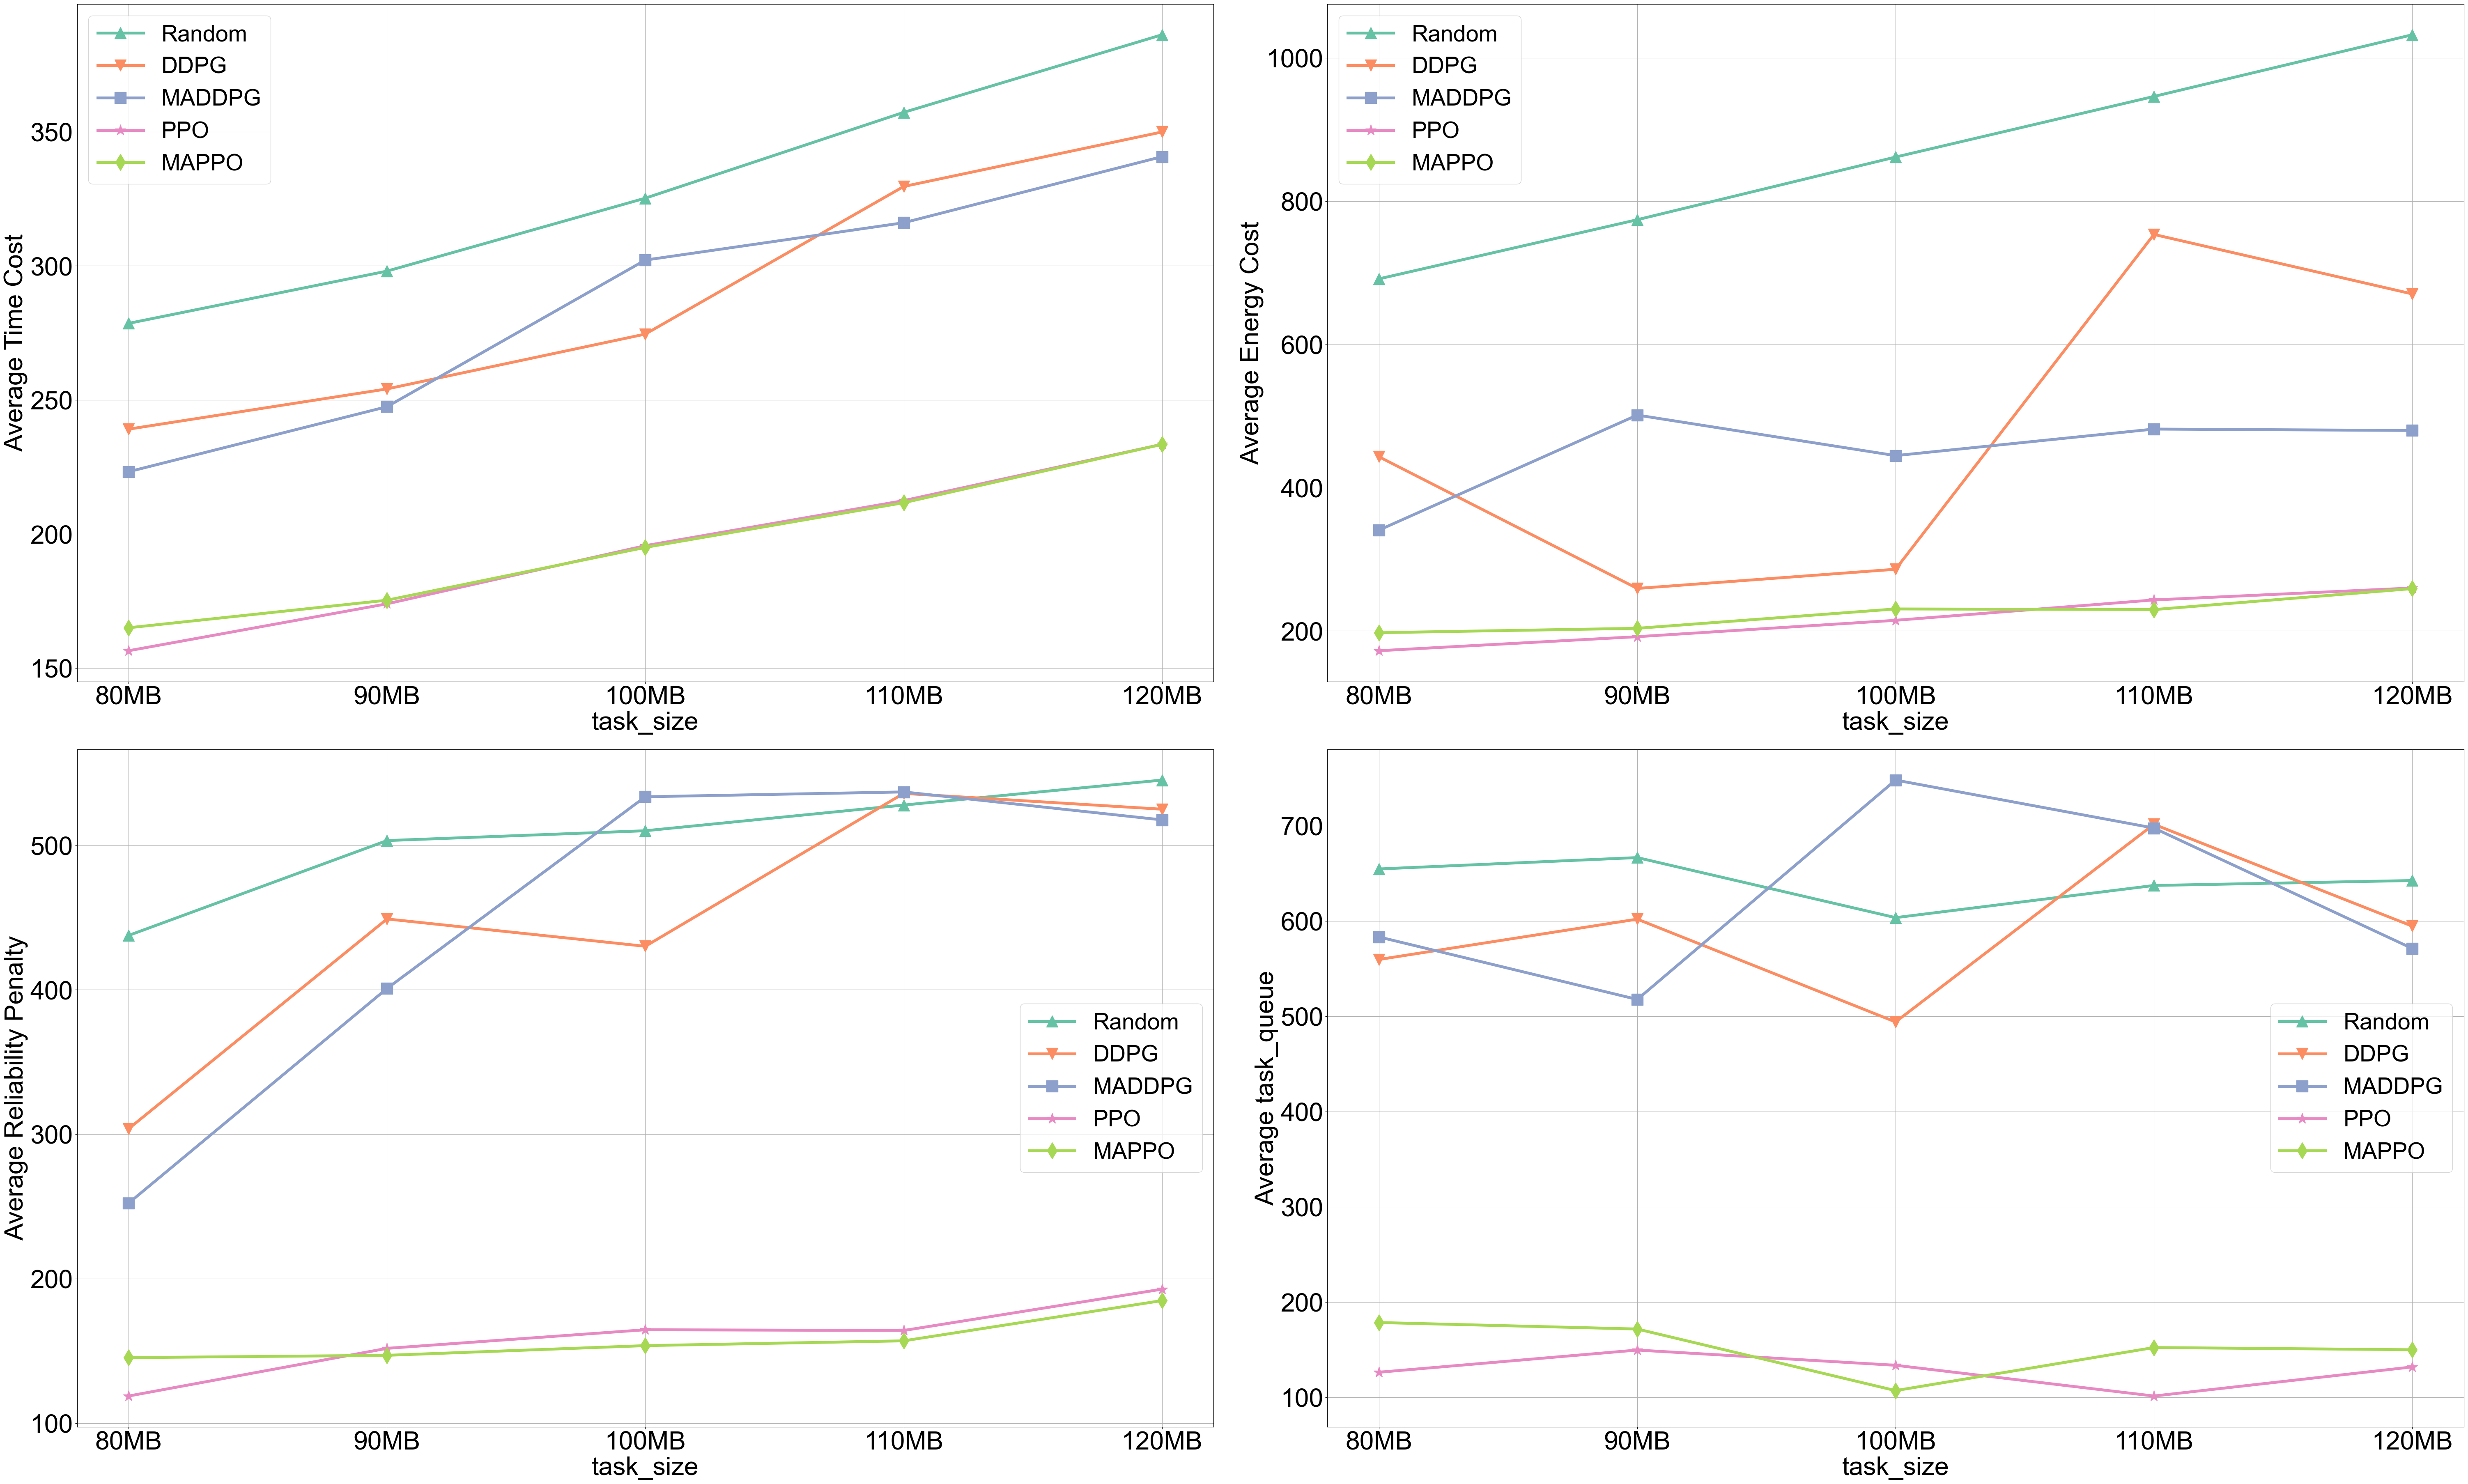 Random
DDPG
MADDPG
PPO
MAPPO
Average Time Cost
350
300
250
200
150
80MB 90MB 100MB 110MB 120MB
task_size
Random
DDPG
MADDPG
PPO
MAPPO
Average Energy Cost
1000
800
600
400
200
80MB 90MB 100MB 110MB 120MB
task_size
Average Reliability Penalty
500
400
300
200
100
Random
DDPG
MADDPG
PPO
MAPPO
80MB 90MB 100MB 110MB 120MB
task_size
Average task_queue
700
600
500
400
300
200
100
Random
DDPG
MADDPG
PPO
MAPPO
80MB 90MB 100MB 110MB 120MB
task_size